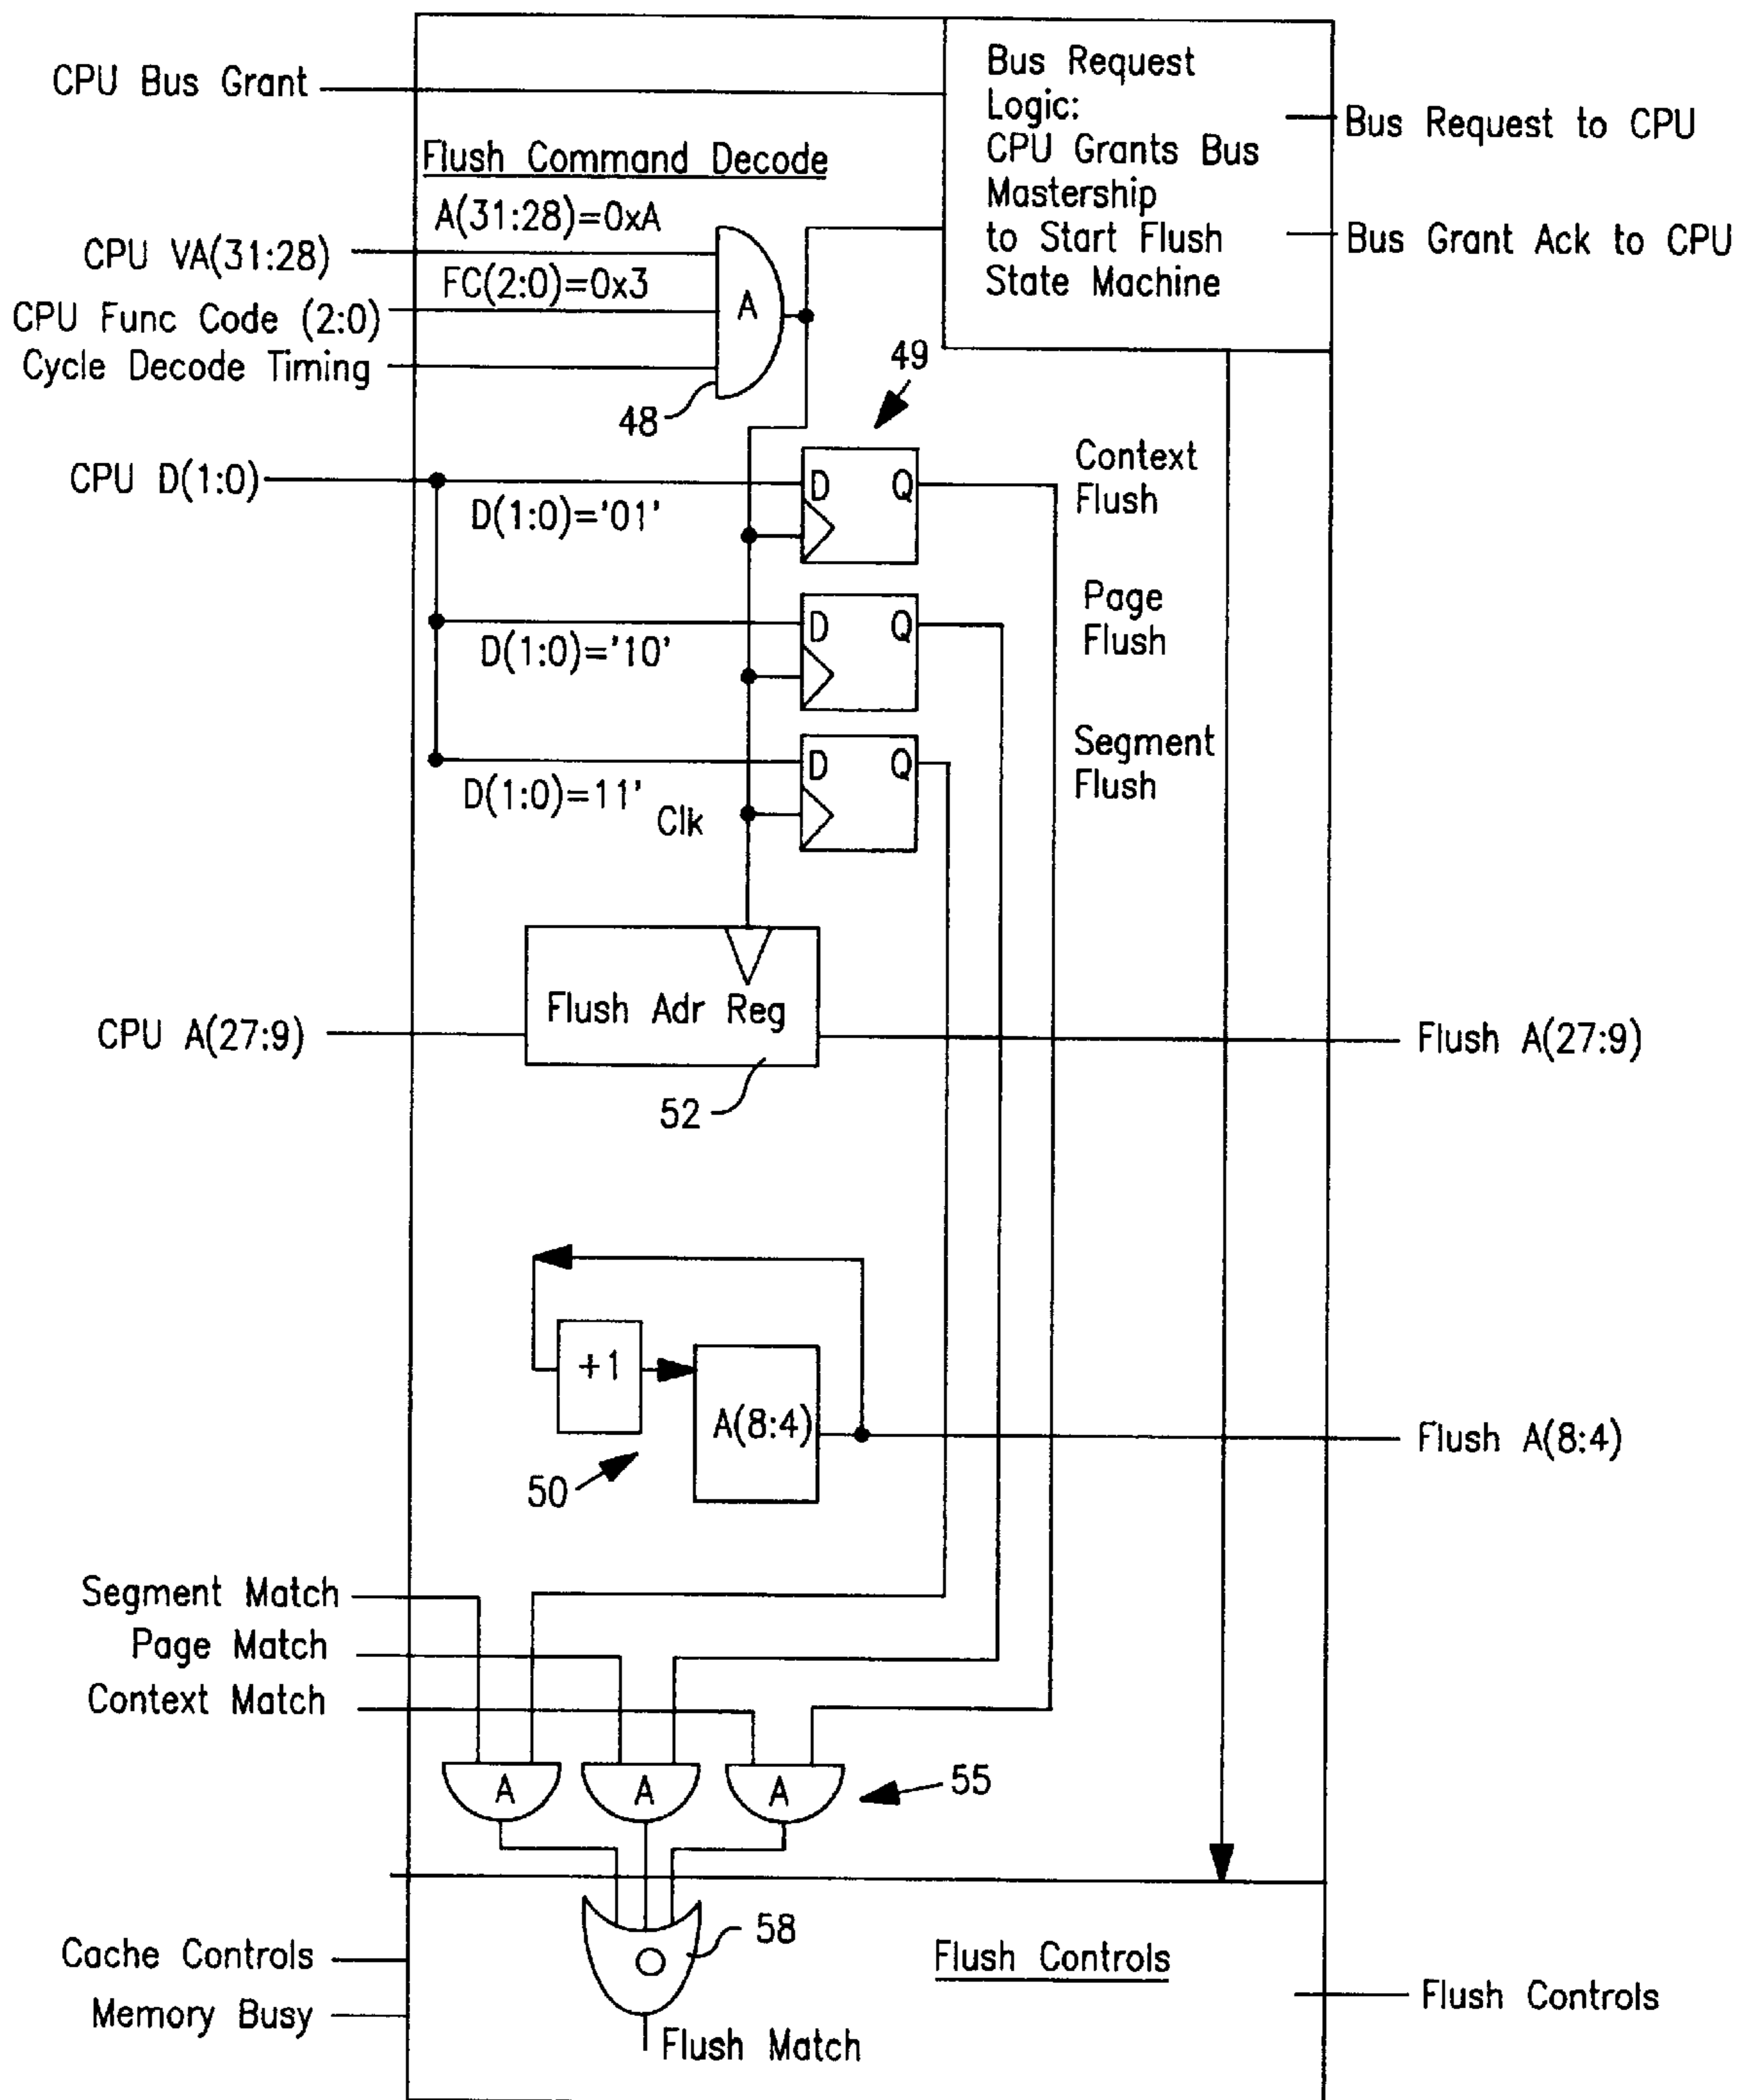 CPU Bus Grant
Bus Request
Logic:
CPU Grants Bus
Mastership
to Start Flush
State Machine
Bus Request to CPU
Bus Grant Ack to CPU
Flush Command Decode
A(31:28)=0xA
CPU VA(31:28)
FC(2:0)=0x3
CPU Func Code (2:0)
Cycle Decode Timing
A
48
49
CPU D(1:0)
D(1:0)='01'
D Q
Context
Flush
D(1:0)='10'
D Q
Page
Flush
D(1:0)=11'
D Q
Segment
Flush
Clk
Flush Adr Reg
CPU A(27:9)
Flush A(27:9)
52
+1
A(8:4)
Flush A(8:4)
50
Segment Match
Page Match
Context Match
A
A
A
55
58
O
Cache Controls
Memory Busy
Flush Controls
Flush Controls
Flush Match